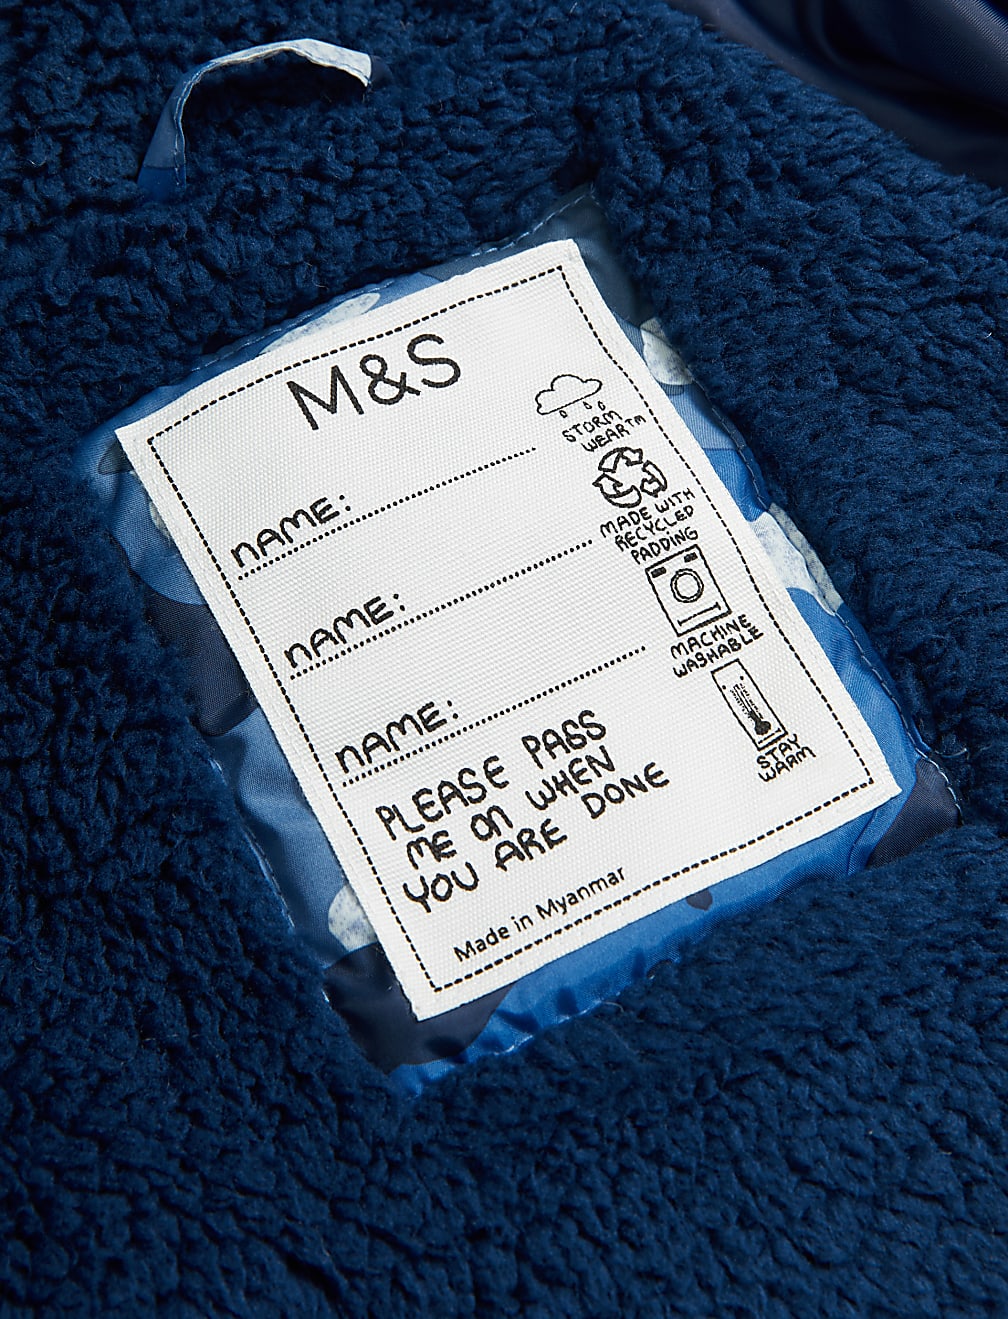 M&S
NAME:
NAME:
NAME:
PLEASE PASS
ME ON WHEN
YOU ARE DONE
Made in Myanmar
STORM
WEAR™
MADE WITH
RECYCLED
PADDING
MACHINE
WASHABLE
STAY
WARM